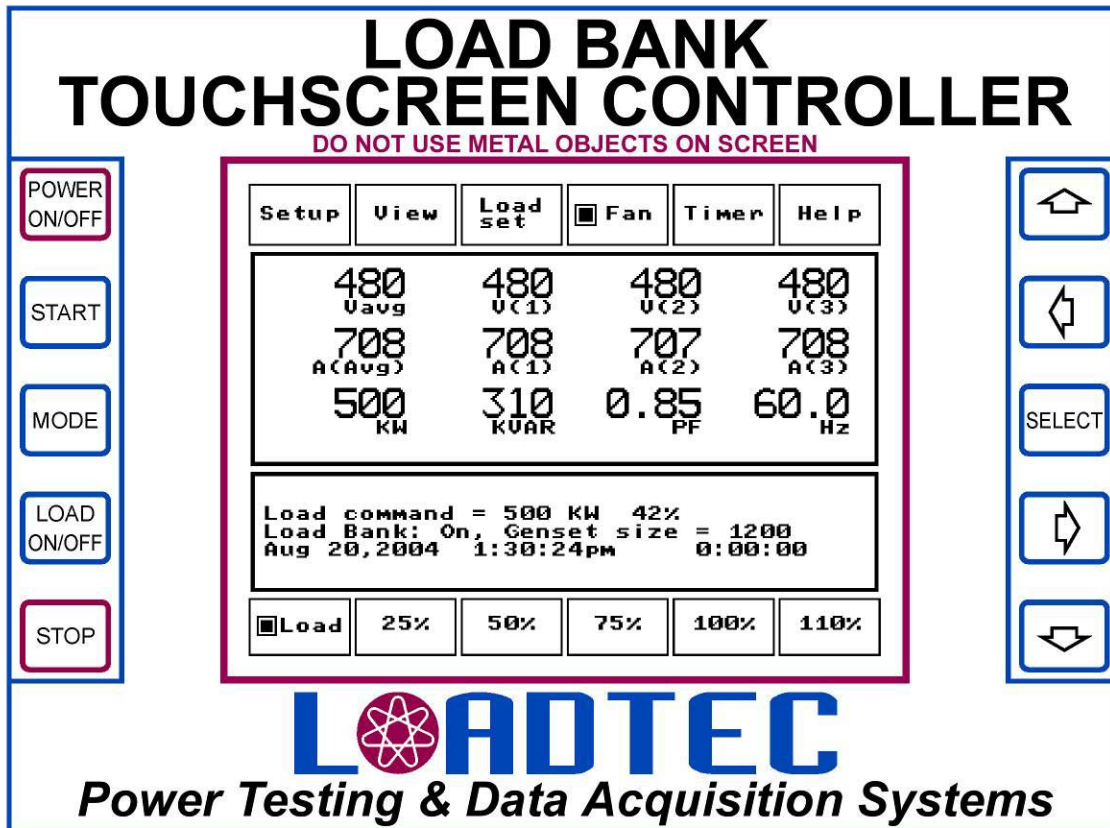 LOAD BANK
TOUCHSCREEN CONTROLLER
DO NOT USE METAL OBJECTS ON SCREEN
POWER
ON/OFF
START
MODE
LOAD
ON/OFF
STOP
Setup View Load set Fan Timer Help
480 480 480 480
Vavg V(1) V(2) V(3)
708 708 707 708
A(Avg) A(1) A(2) A(3)
500 310 0.85 60.0
KW KVAR PF Hz
Load command = 500 KW 42%
Load Bank: On, Genset size = 1200
Aug 20,2004 1:30:24pm 0:00:00
Load 25% 50% 75% 100% 110%
SELECT
LOADTEC
Power Testing & Data Acquisition Systems